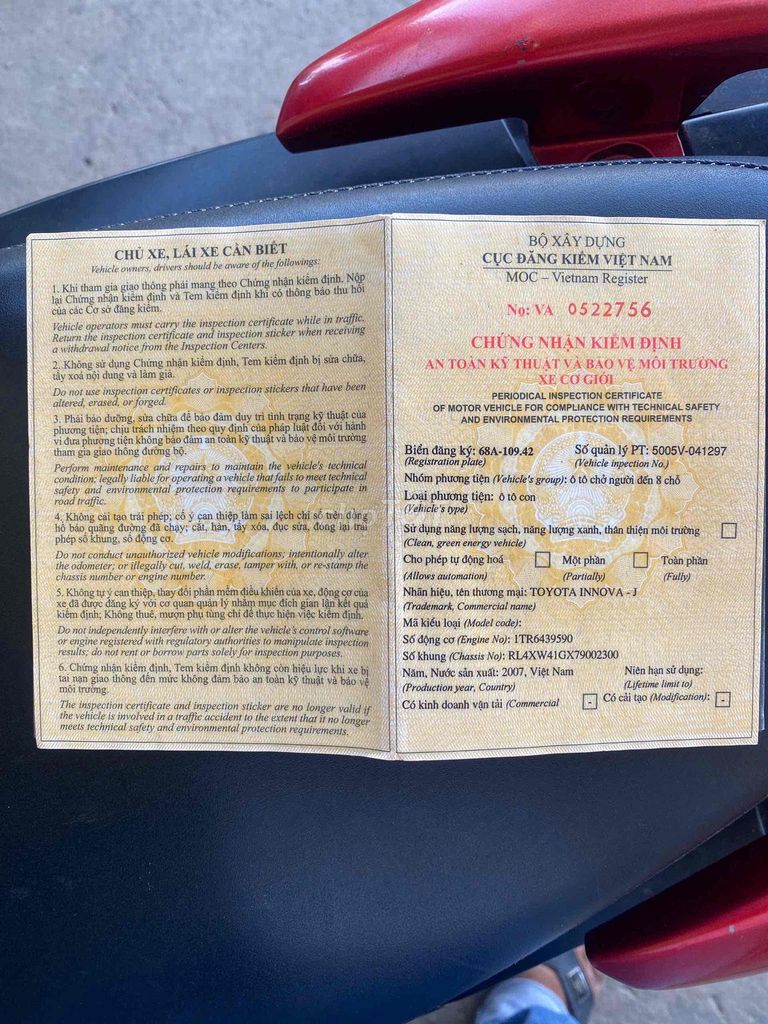 CHỦ XE, LÁI XE CẦN BIẾT
Vehicle owners, drivers should be aware of the followings:
1. Khi tham gia giao thông phải mang theo Chứng nhận kiểm định. Nộp
lại Chứng nhận kiểm định và Tem kiểm định khi có thông báo thu hồi
của các Cơ sở đăng kiểm.
Vehicle operators must carry the inspection certificate while in traffic.
Return the inspection certificate and inspection sticker when receiving
a withdrawal notice from the Inspection Centers.
2. Không sử dụng Chứng nhận kiểm định, Tem kiểm định bị sửa chữa,
tẩy xoá nội dung và làm giả.
Do not use inspection certificates or inspection stickers that have been
altered, erased, or forged.
3. Phải bảo dưỡng, sửa chữa để bảo đảm duy trì tình trạng kỹ thuật của
phương tiện; chịu trách nhiệm theo quy định của pháp luật đối với hành
vi đưa phương tiện không bảo đảm an toàn kỹ thuật và bảo vệ môi trường
tham gia giao thông đường bộ.
Perform maintenance and repairs to maintain the vehicle's technical
condition; legally liable for operating a vehicle that fails to meet technical
safety and environmental protection requirements to participate in
road traffic.
4. Không cải tạo trái phép; cố ý can thiệp làm sai lệch chỉ số trên đồng
hồ báo quãng đường đã chạy; cắt, hàn, tẩy xóa, đục sửa, đóng lại trái
phép số khung, số động cơ.
Do not conduct unauthorized vehicle modifications; intentionally alter
the odometer; or illegally cut, weld, erase, tamper with, or re-stamp the
chassis number or engine number.
5. Không tự ý can thiệp, thay đổi phần mềm điều khiển của xe, động cơ của
xe đã được đăng ký với cơ quan quản lý nhằm mục đích gian lận kết quả
kiểm định; Không thuê, mượn phụ tùng chỉ để thực hiện việc kiểm định.
Do not independently interfere with or alter the vehicle's control software
or engine registered with regulatory authorities to manipulate inspection
results; do not rent or borrow parts solely for inspection purposes.
6. Chứng nhận kiểm định, Tem kiểm định không còn hiệu lực khi xe bị
tai nạn giao thông đến mức không đảm bảo an toàn kỹ thuật và bảo vệ
môi trường.
The inspection certificate and inspection sticker are no longer valid if
the vehicle is involved in a traffic accident to the extent that it no longer
meets technical safety and environmental protection requirements.
BỘ XÂY DỰNG
CỤC ĐĂNG KIỂM VIỆT NAM
MOC – Vietnam Register
No: VA 0522756
CHỨNG NHẬN KIỂM ĐỊNH
AN TOÀN KỸ THUẬT VÀ BẢO VỆ MÔI TRƯỜNG
XE CƠ GIỚI
PERIODICAL INSPECTION CERTIFICATE
OF MOTOR VEHICLE FOR COMPLIANCE WITH TECHNICAL SAFETY
AND ENVIRONMENTAL PROTECTION REQUIREMENTS
Biển đăng ký: 68A-109.42 Số quản lý PT: 5005V-041297
(Registration plate) (Vehicle inpection No.)
Nhóm phương tiện (Vehicle's group): ô tô chở người đến 8 chỗ
Loại phương tiện: ô tô con
(Vehicle's type)
Sử dụng năng lượng sạch, năng lượng xanh, thân thiện môi trường
(Clean, green energy vehicle)
Cho phép tự động hoá Một phần Toàn phần
(Allows automation) (Partially) (Fully)
Nhãn hiệu, tên thương mại: TOYOTA INNOVA - J
(Trademark, Commercial name)
Mã kiểu loại (Model code):
Số động cơ (Engine No): 1TR6439590
Số khung (Chassis No): RL4XW41GX79002300
Năm, Nước sản xuất: 2007, Việt Nam Niên hạn sử dụng:
(Production year, Country) (Lifetime limit to)
Có kinh doanh vận tải (Commercial - Có cải tạo (Modification): -